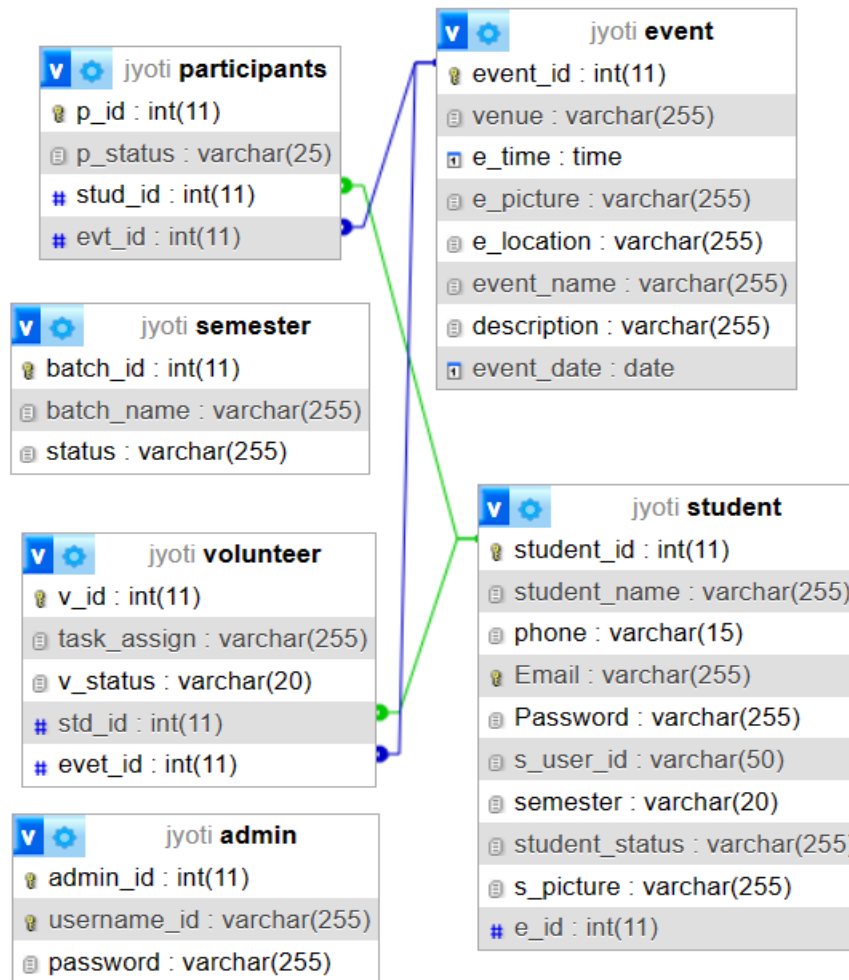 v jyoti participants
p_id : int(11)
p_status : varchar(25)
# stud_id : int(11)
# evt_id : int(11)
v jyoti event
event_id : int(11)
venue : varchar(255)
e_time : time
e_picture : varchar(255)
e_location : varchar(255)
event_name : varchar(255)
description : varchar(255)
event_date : date
v jyoti semester
batch_id : int(11)
batch_name : varchar(255)
status : varchar(255)
v jyoti volunteer
v_id : int(11)
task_assign : varchar(255)
v_status : varchar(20)
# std_id : int(11)
# evet_id : int(11)
v jyoti student
student_id : int(11)
student_name : varchar(255)
phone : varchar(15)
Email : varchar(255)
Password : varchar(255)
s_user_id : varchar(50)
semester : varchar(20)
student_status : varchar(255
s_picture : varchar(255)
# e_id : int(11)
v jyoti admin
admin_id : int(11)
username_id : varchar(255)
password : varchar(255)